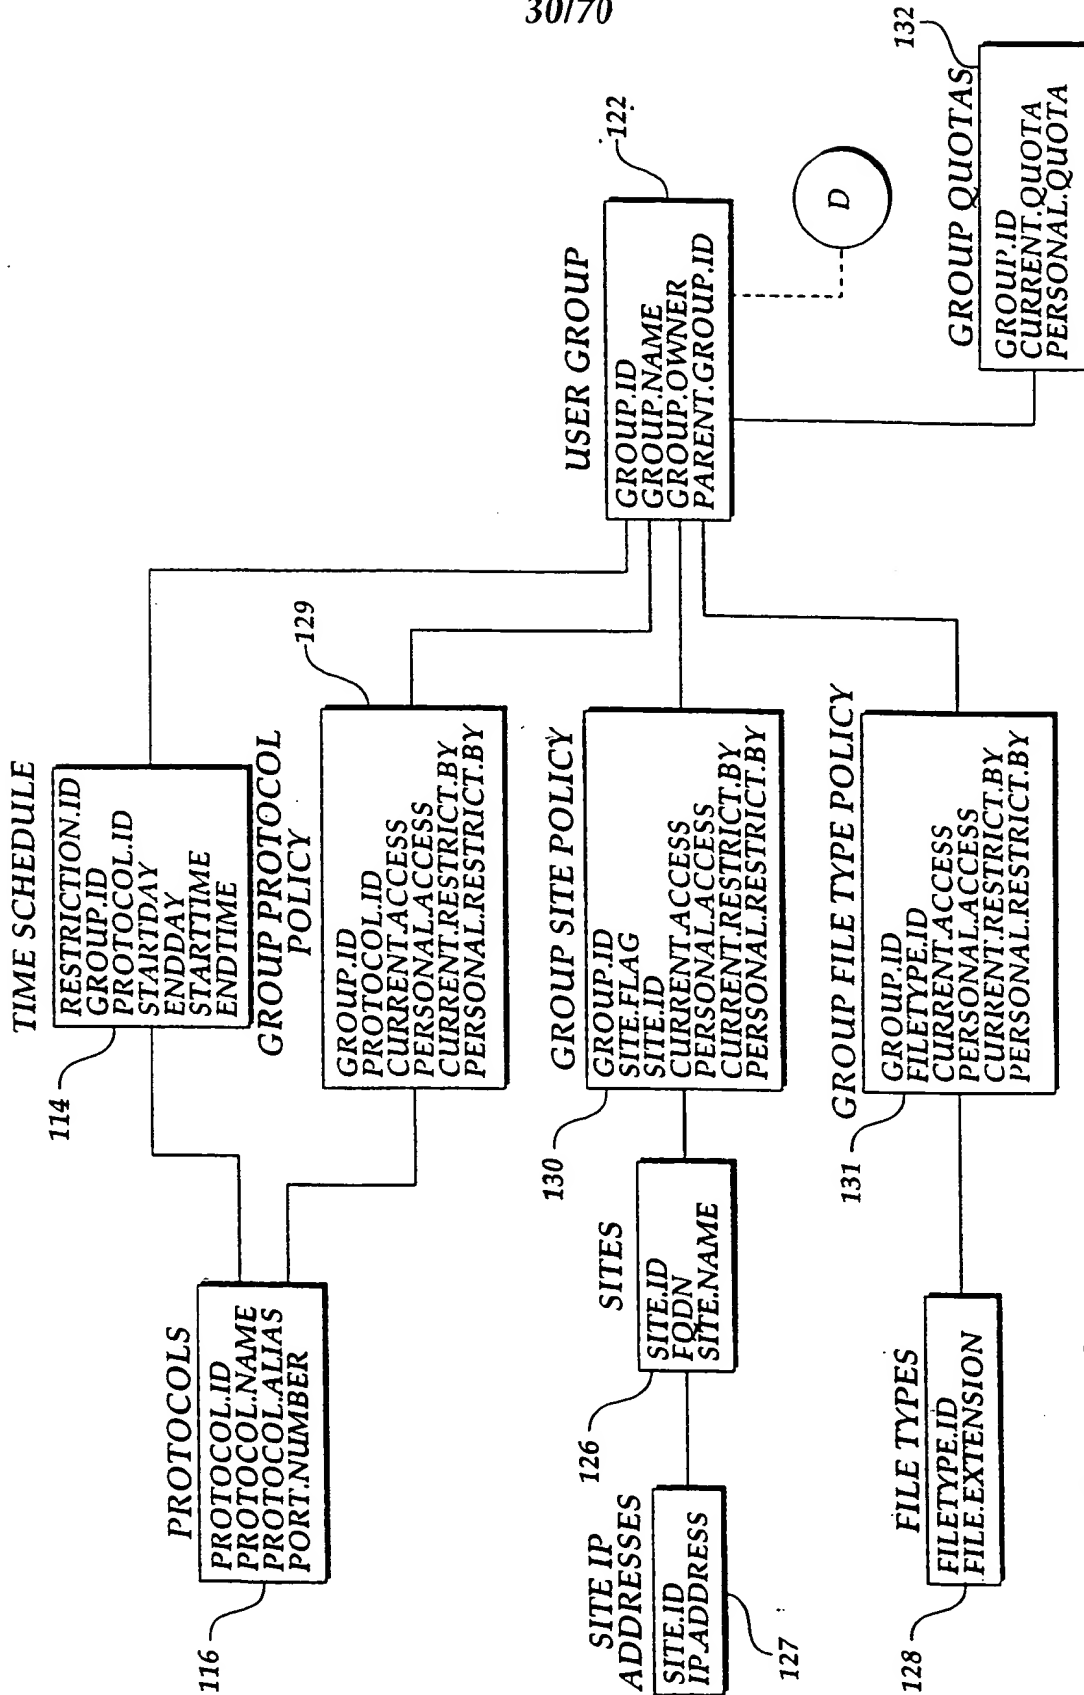 30/70
TIME SCHEDULE
RESTRICTION.ID
GROUP.ID
PROTOCOL.ID
STARTDAY
ENDDAY
STARTTIME
ENDTIME
114
PROTOCOLS
PROTOCOL.ID
PROTOCOL.NAME
PROTOCOL.ALIAS
PORT.NUMBER
116
GROUP PROTOCOL
POLICY
GROUP.ID
PROTOCOL.ID
CURRENT.ACCESS
PERSONAL.ACCESS
CURRENT.RESTRICT.BY
PERSONAL.RESTRICT.BY
129
USER GROUP
GROUP.ID
GROUP.NAME
GROUP.OWNER
PARENT.GROUP.ID
122
D
SITE IP
ADDRESSES
SITE.ID
IP.ADDRESS
127
SITES
SITE.ID
FQDN
SITE.NAME
126
GROUP SITE POLICY
GROUP.ID
SITE.FLAG
SITE.ID
CURRENT.ACCESS
PERSONAL.ACCESS
CURRENT.RESTRICT.BY
PERSONAL.RESTRICT.BY
130
FILE TYPES
FILETYPE.ID
FILE.EXTENSION
128
GROUP FILE TYPE POLICY
GROUP.ID
FILETYPE.ID
CURRENT.ACCESS
PERSONAL.ACCESS
CURRENT.RESTRICT.BY
PERSONAL.RESTRICT.BY
131
GROUP QUOTAS
GROUP.ID
CURRENT.QUOTA
PERSONAL.QUOTA
132